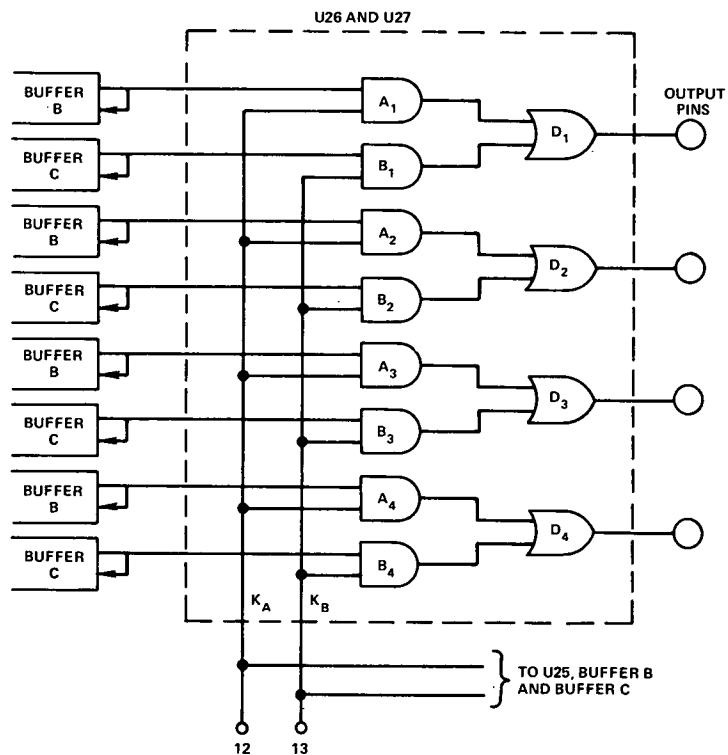 U26 AND U27
BUFFER
B
A1
OUTPUT
PINS
D1
BUFFER
C
B1
BUFFER
B
A2
D2
BUFFER
C
B2
BUFFER
B
A3
D3
BUFFER
C
B3
BUFFER
B
A4
D4
BUFFER
C
B4
KA
KB
TO U25, BUFFER B
AND BUFFER C
12
13